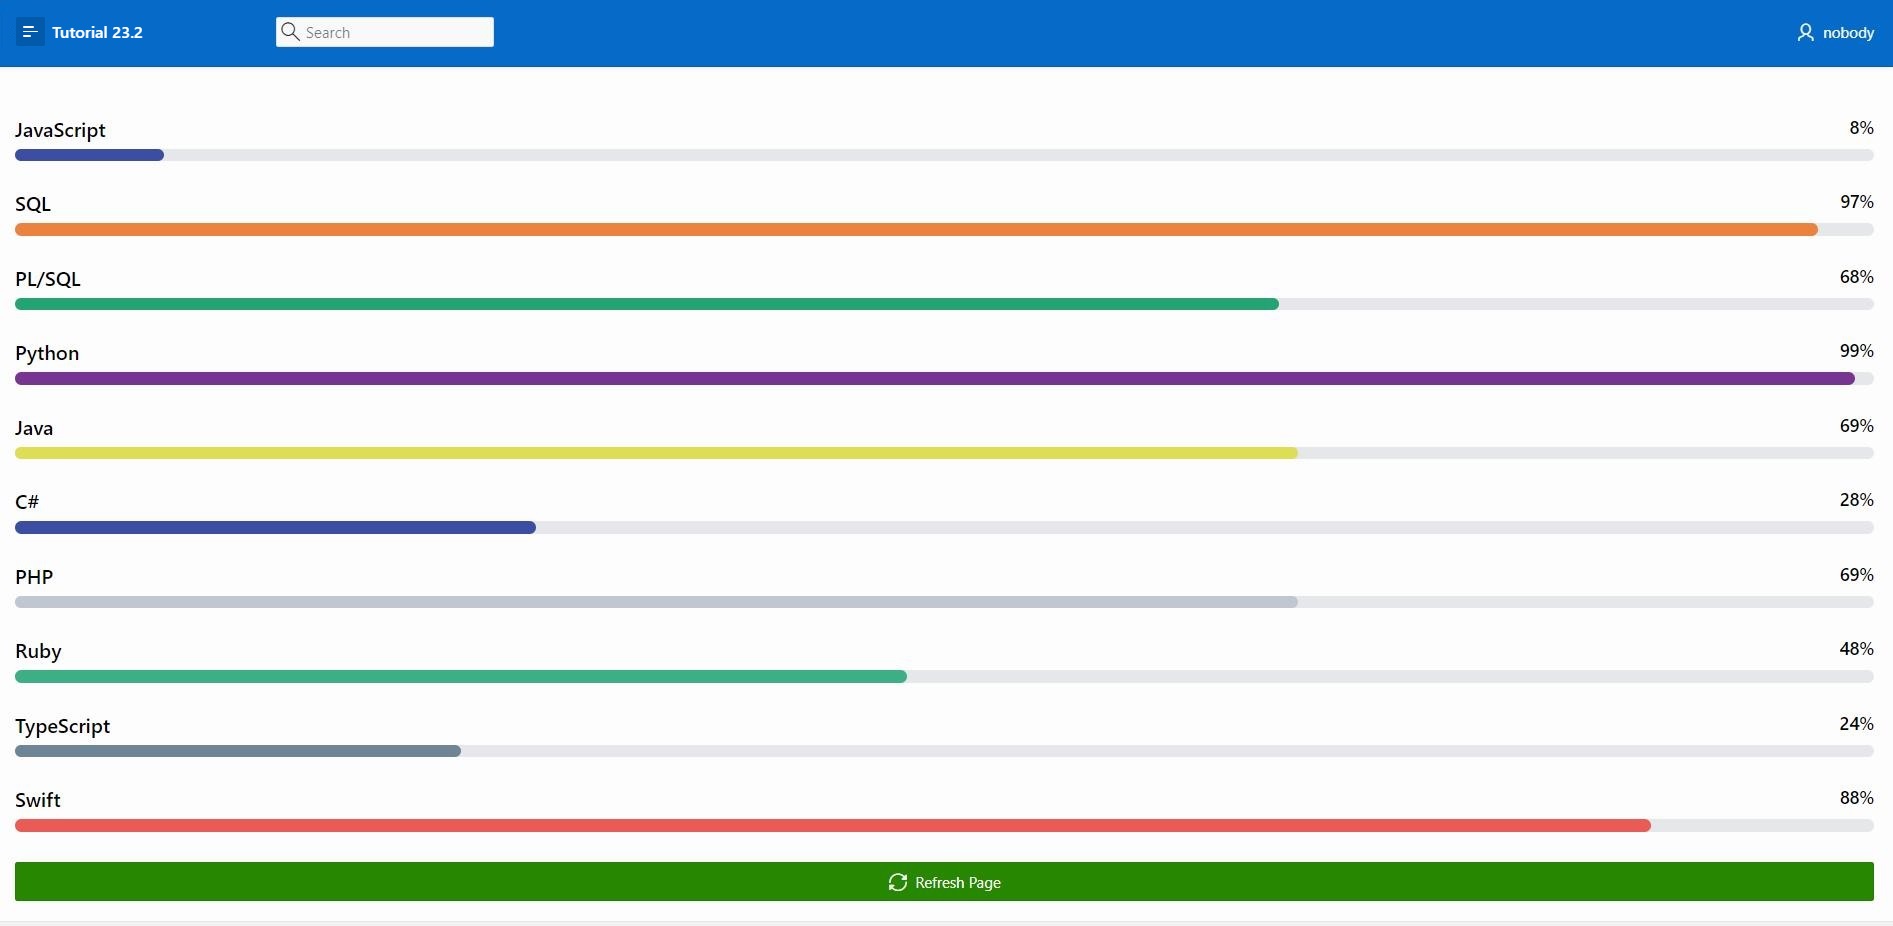 Tutorial 23.2
Search
nobody
JavaScript 8%
SQL 97%
PL/SQL 68%
Python 99%
Java 69%
C# 28%
PHP 69%
Ruby 48%
TypeScript 24%
Swift 88%
Refresh Page